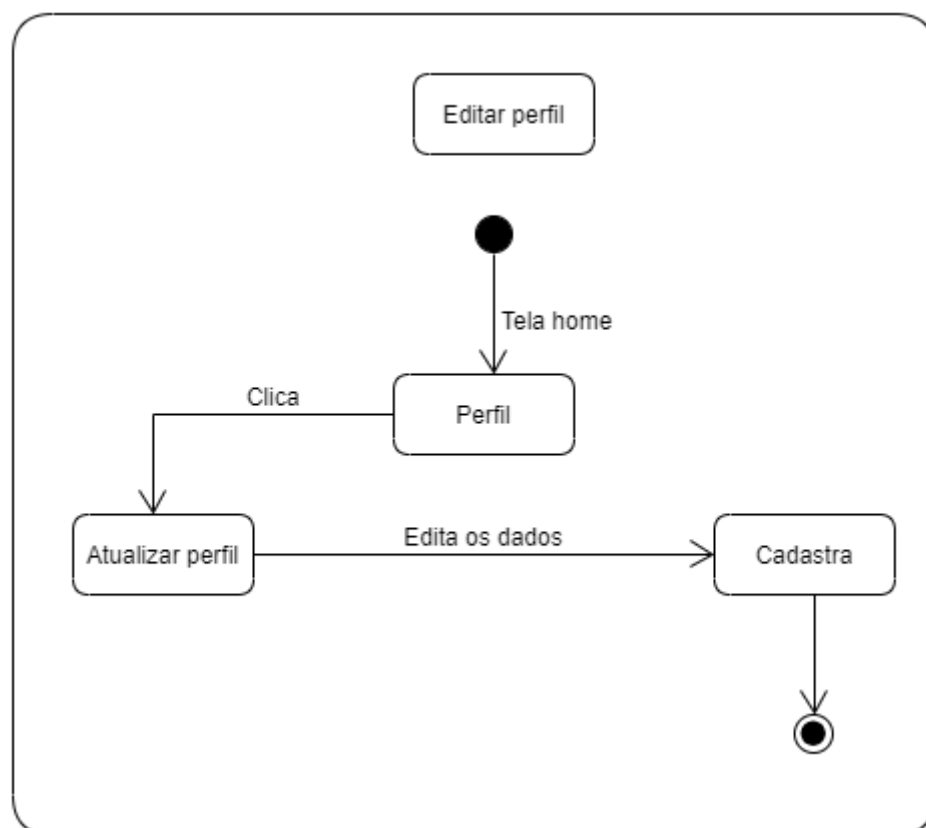 Editar perfil
Tela home
Clica
Perfil
Edita os dados
Atualizar perfil
Cadastra